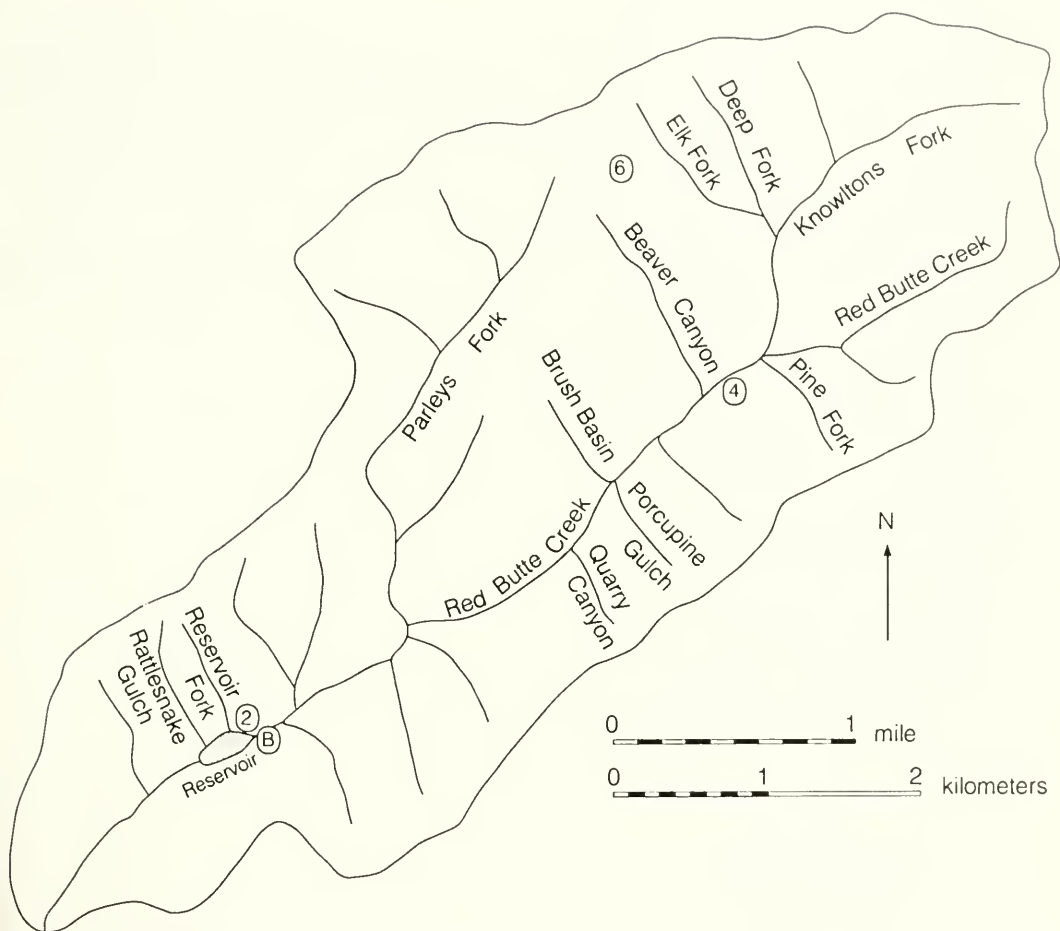 Deep Fork
Elk Fork
Knowltons Fork
6
Beaver Canyon
Red Butte Creek
Parleys Fork
Brush Basin
4
Pine Fork
Porcupine Gulch
Quarry Canyon
Red Butte Creek
N
Reservoir Fork
Rattlesnake Gulch
2
B
Reservoir
0 1 mile
0 1 2 kilometers